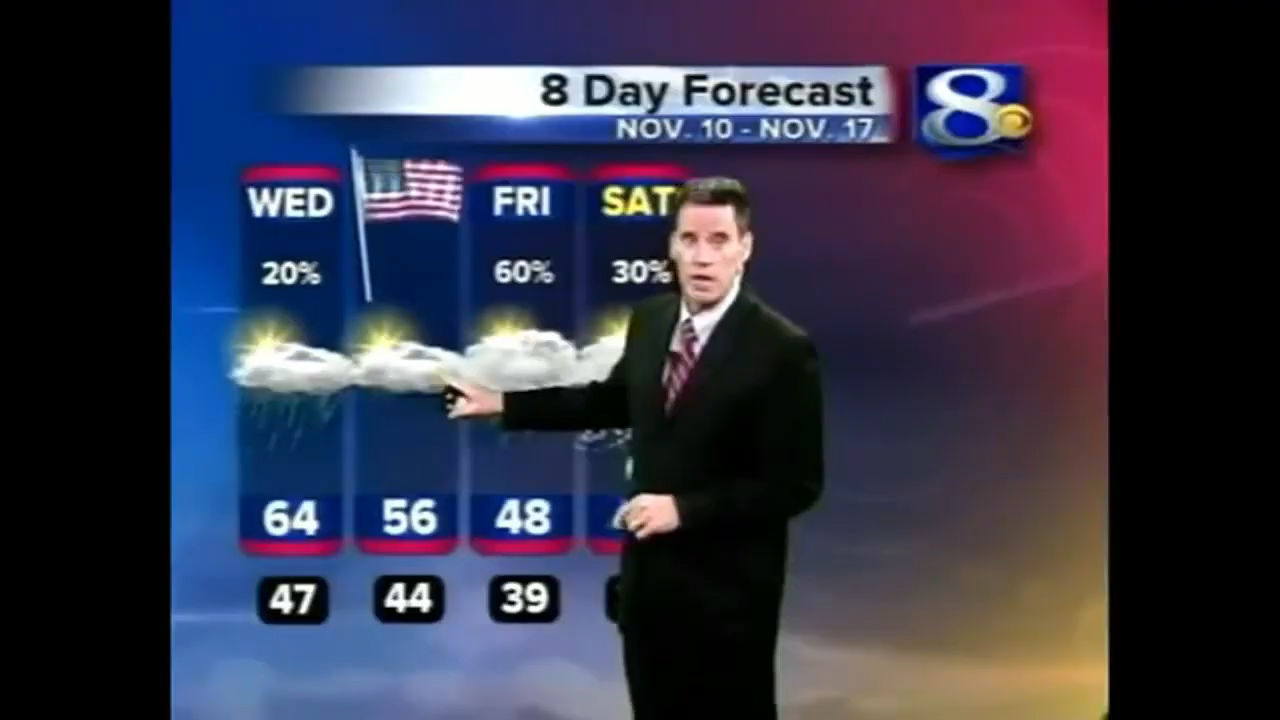 8 Day Forecast
8
NOV. 10 - NOV. 17
WED
FRI
SAT
20%
60%
30%
64
56
48
47
44
39